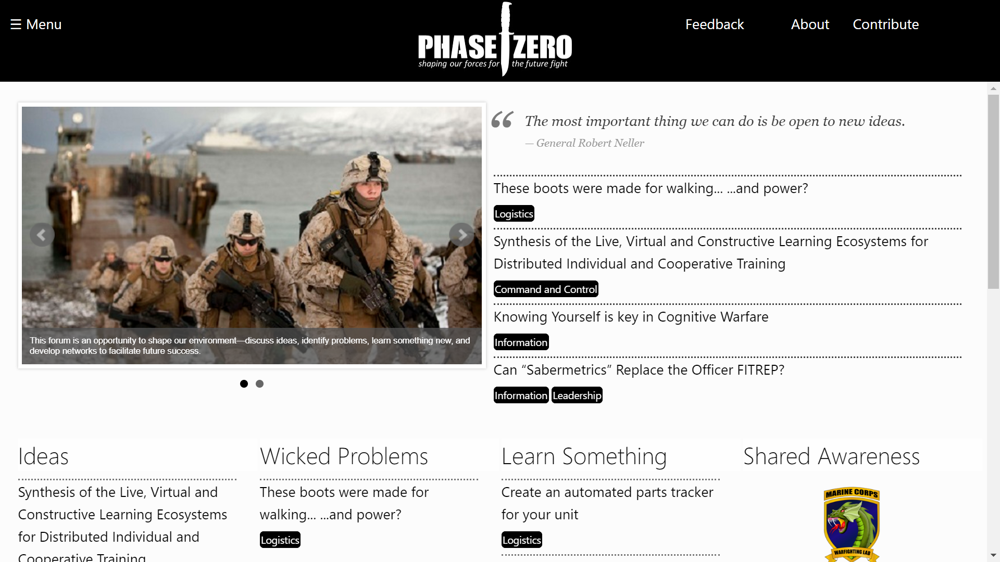 ☰ Menu
PHASE ZERO
shaping our forces for the future fight
Feedback
About
Contribute
This forum is an opportunity to shape our environment—discuss ideas, identify problems, learn something new, and
develop networks to facilitate future success.
“ The most important thing we can do is be open to new ideas.
— General Robert Neller
These boots were made for walking... ...and power?
Logistics
Synthesis of the Live, Virtual and Constructive Learning Ecosystems for
Distributed Individual and Cooperative Training
Command and Control
Knowing Yourself is key in Cognitive Warfare
Information
Can “Sabermetrics” Replace the Officer FITREP?
Information Leadership
Ideas
Synthesis of the Live, Virtual and
Constructive Learning Ecosystems
for Distributed Individual and
Cooperative Training
Wicked Problems
These boots were made for
walking... ...and power?
Logistics
Learn Something
Create an automated parts tracker
for your unit
Logistics
Shared Awareness
MARINE CORPS
WARFIGHTING LAB